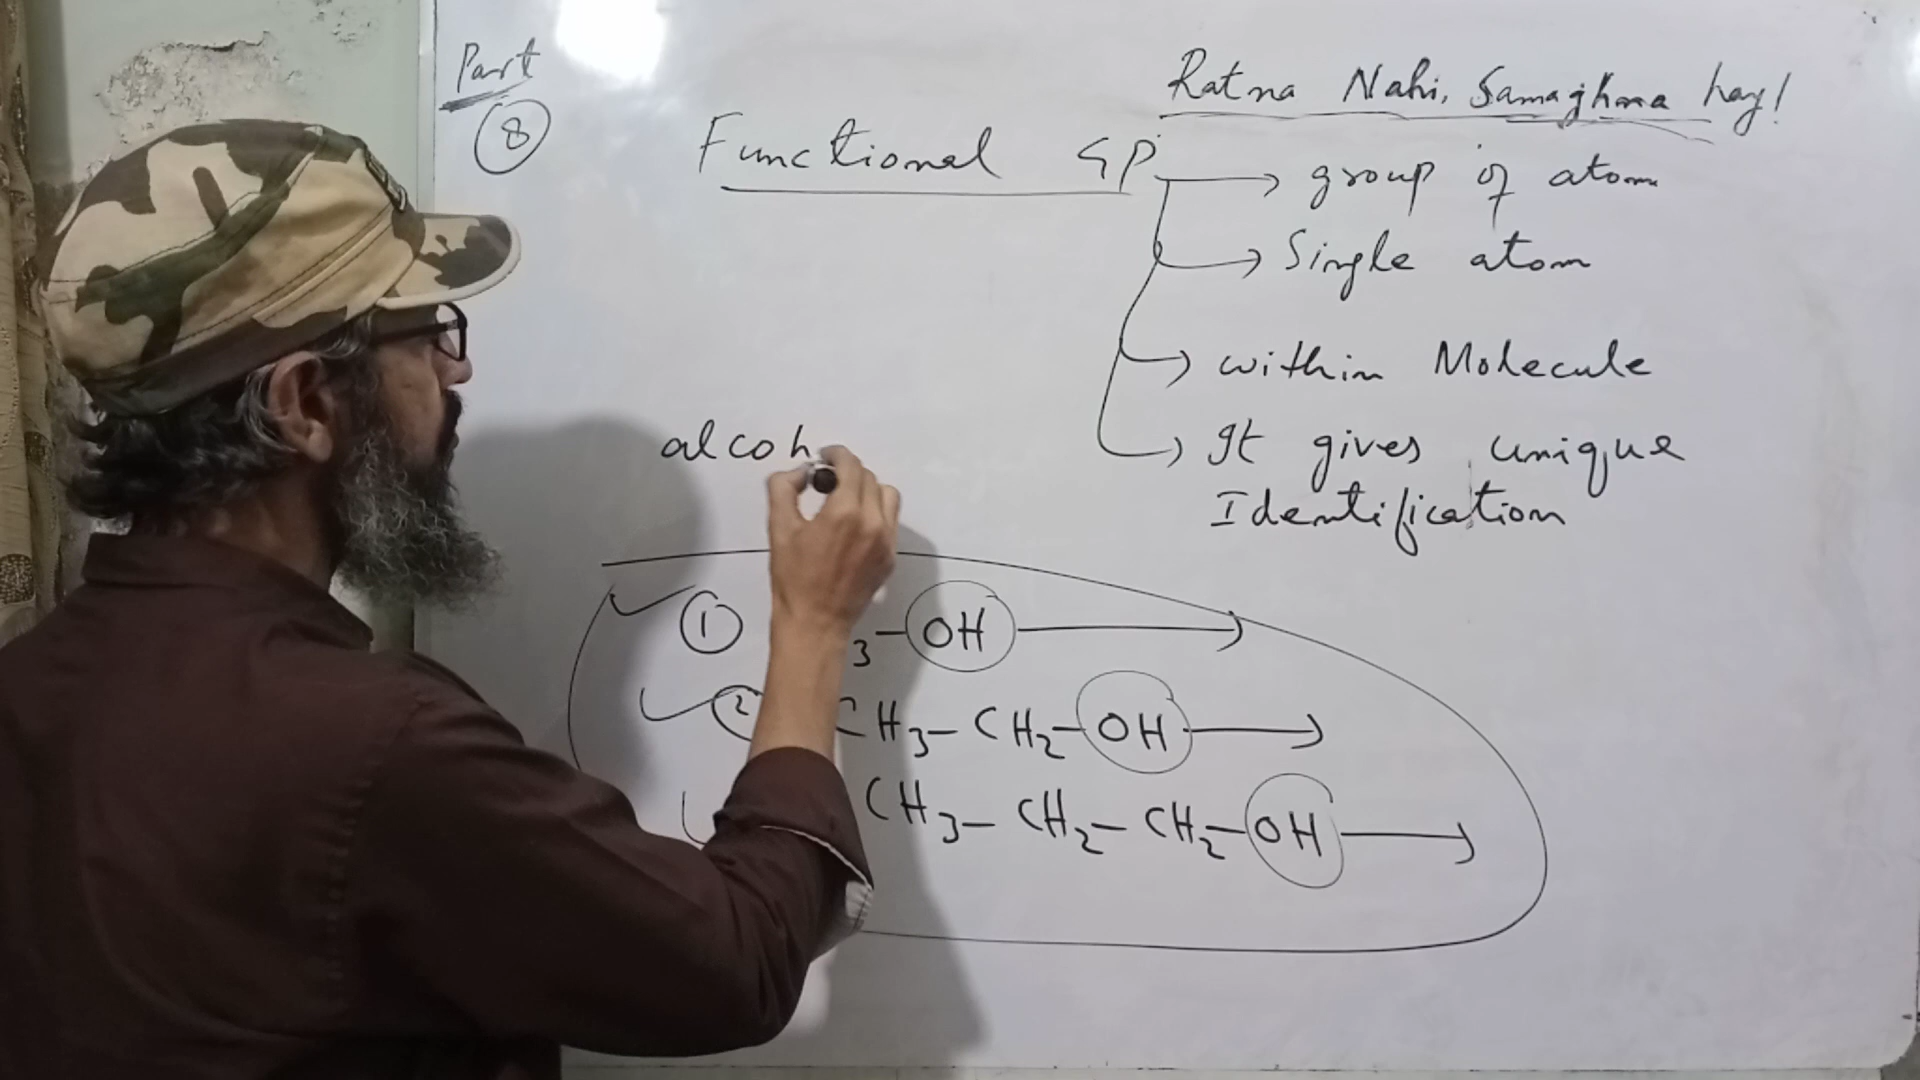 Part
8
Ratna Nahi, Samajhna hay!
Functional GP
group of atom
Single atom
within Molecule
It gives unique
Identification
alcoh
1 3-OH
2 CH3-CH2-OH
CH3-CH2-CH2-OH